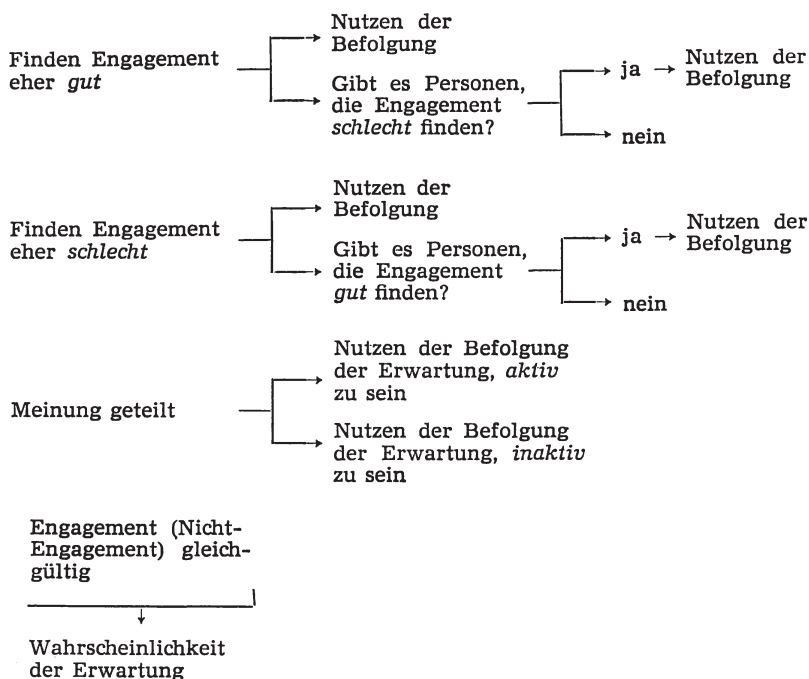 Finden Engagement
eher gut
Nutzen der
Befolgung
Gibt es Personen,
die Engagement
schlecht finden?
ja
Nutzen der
Befolgung
nein
Finden Engagement
eher schlecht
Nutzen der
Befolgung
Gibt es Personen,
die Engagement
gut finden?
ja
Nutzen der
Befolgung
nein
Meinung geteilt
Nutzen der Befolgung
der Erwartung, aktiv
zu sein
Nutzen der Befolgung
der Erwartung, inaktiv
zu sein
Engagement (Nicht-
Engagement) gleich-
gültig
Wahrscheinlichkeit
der Erwartung